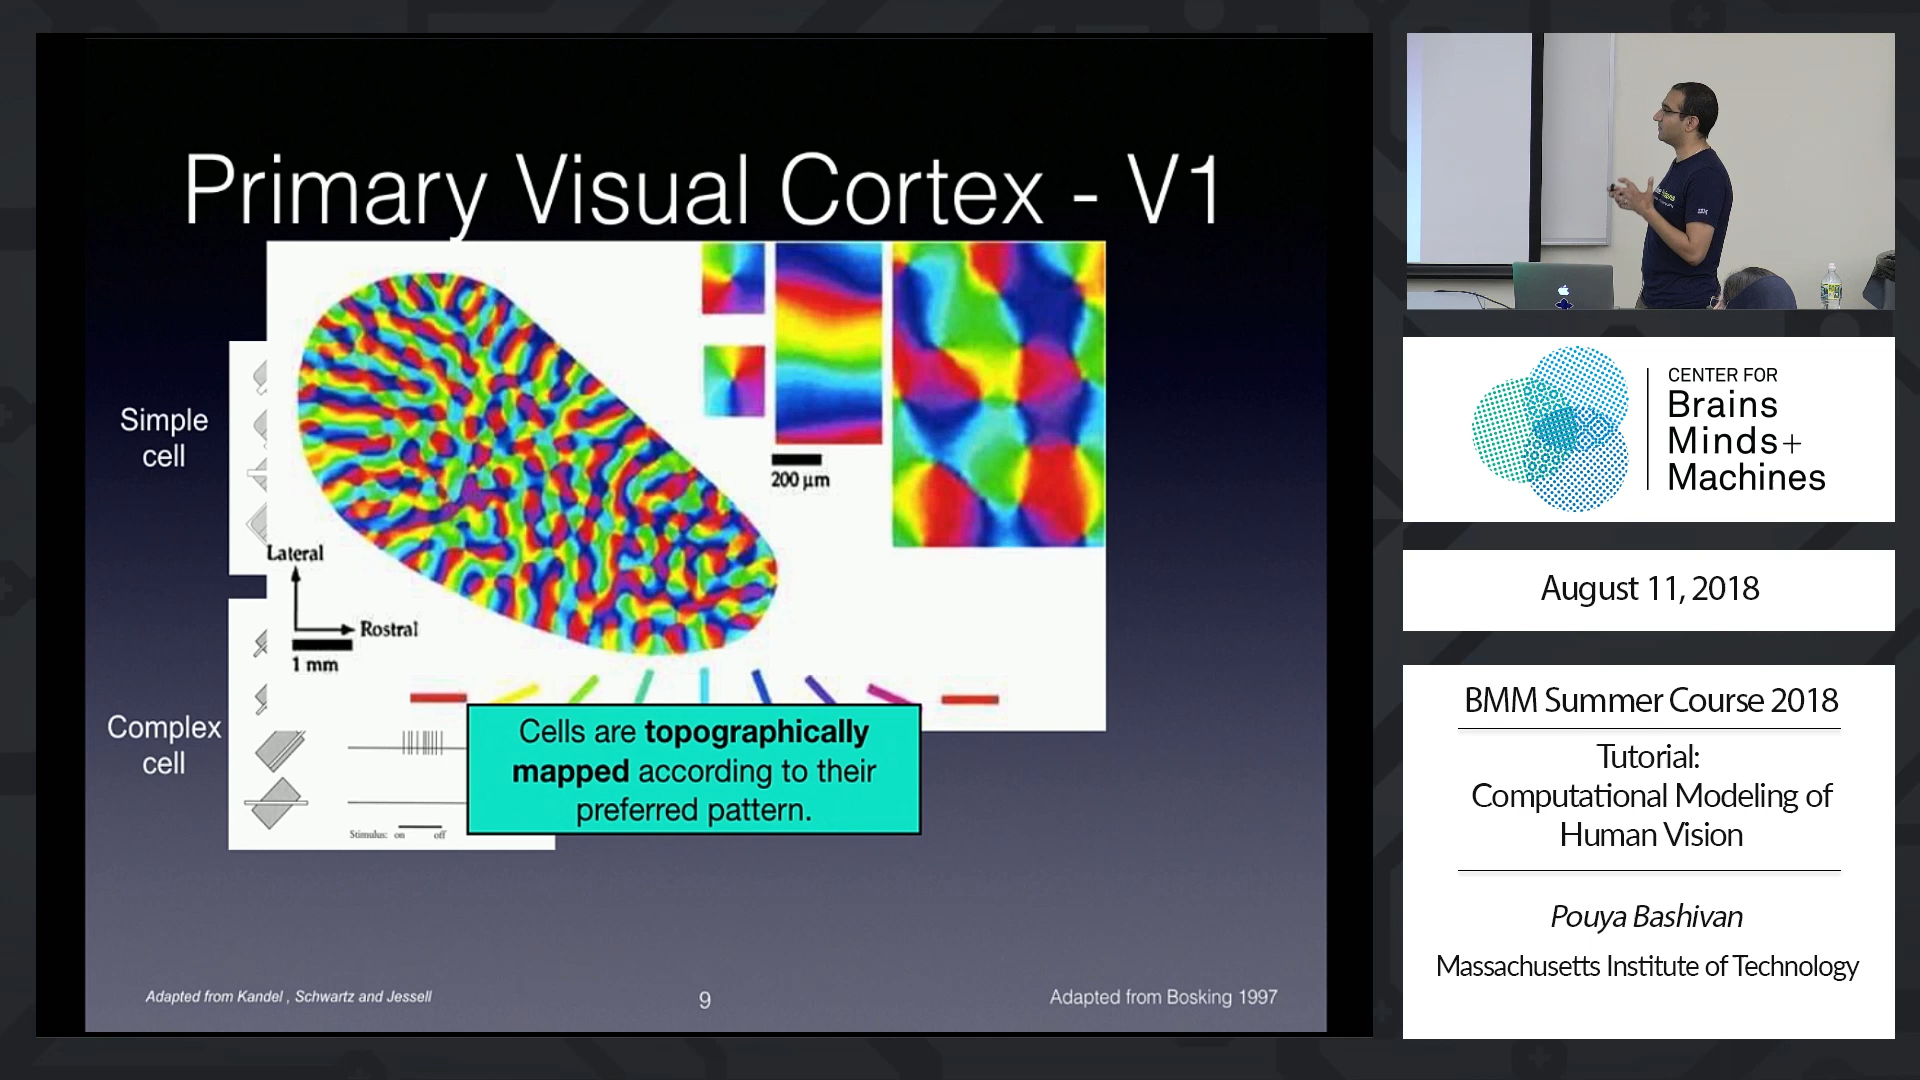 Primary Visual Cortex - V1
Simple
cell
Complex
cell
Lateral
Rostral
1 mm
200 µm
Cells are topographically
mapped according to their
preferred pattern.
Stimulus: on off
Adapted from Kandel , Schwartz and Jessell
9
Adapted from Bosking 1997
IBM
CENTER FOR
Brains
Minds+
Machines
August 11, 2018
BMM Summer Course 2018
Tutorial:
Computational Modeling of
Human Vision
Pouya Bashivan
Massachusetts Institute of Technology